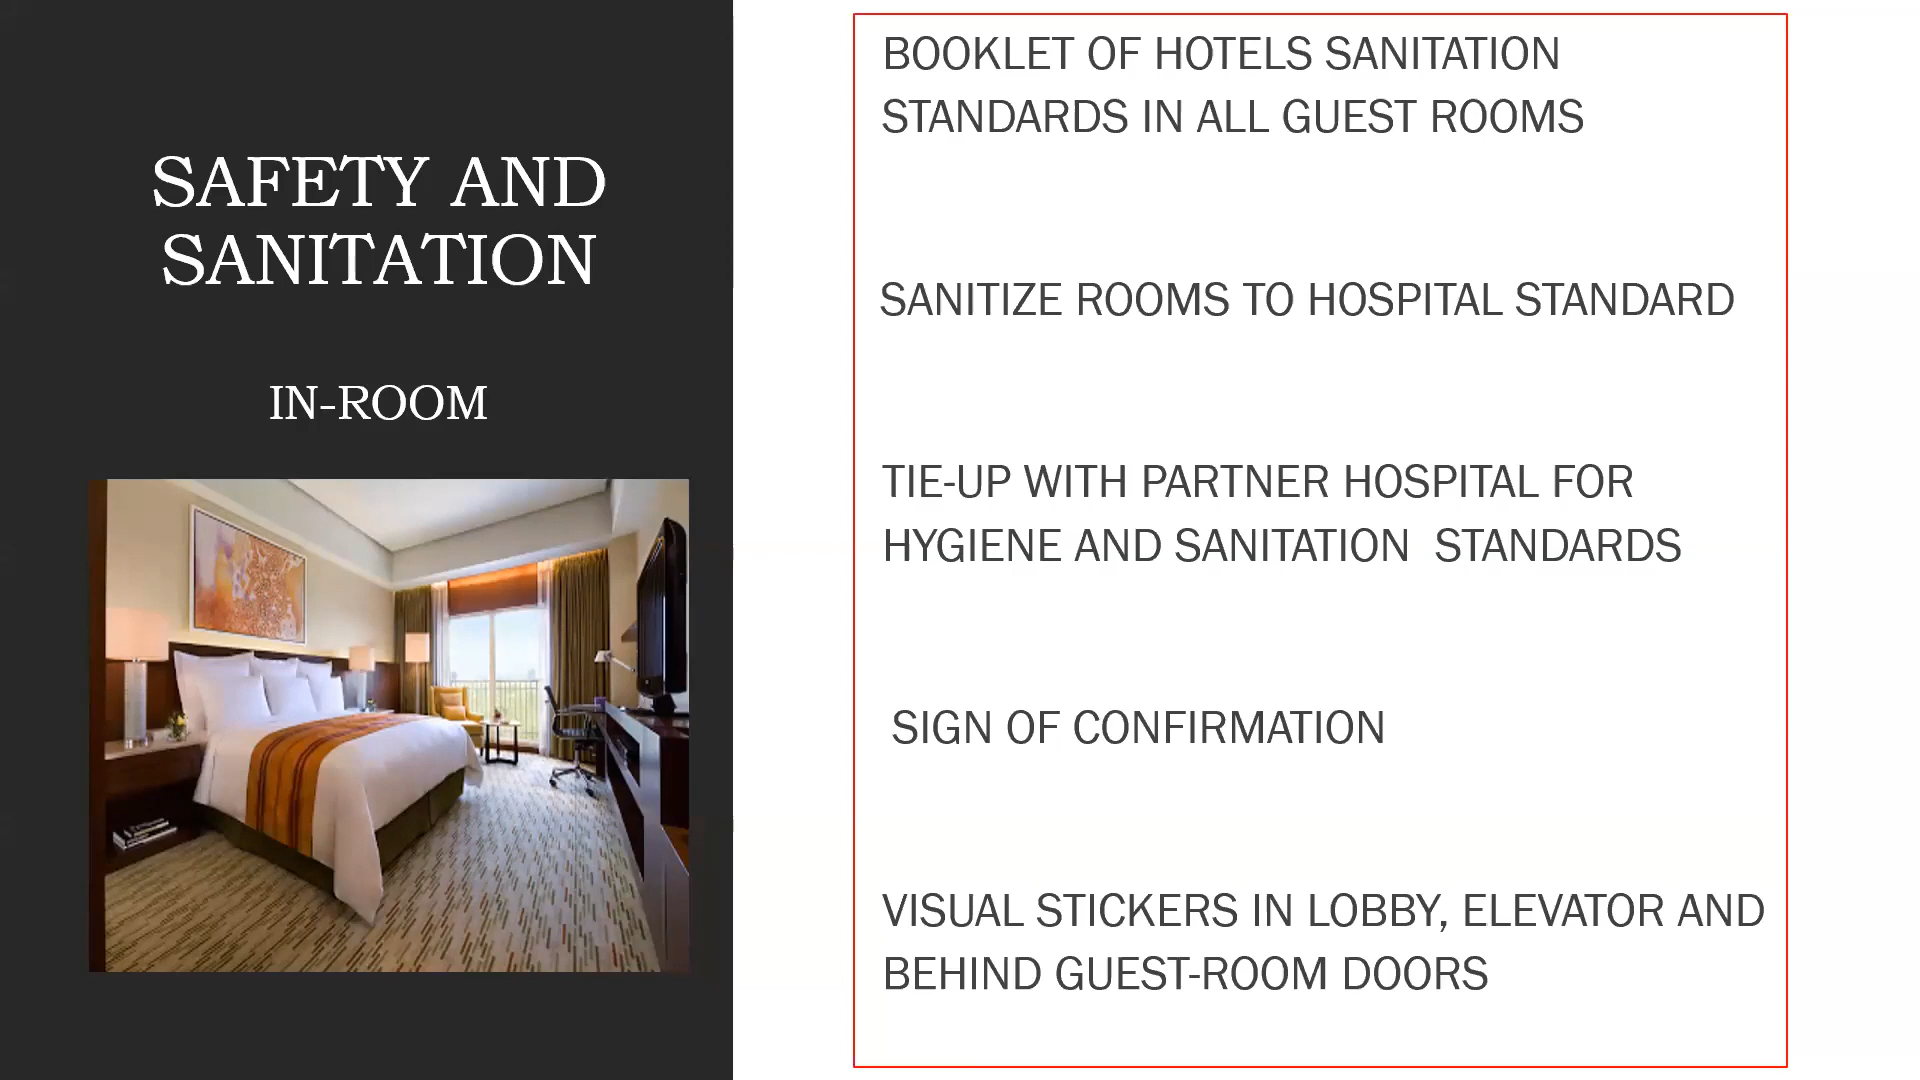 SAFETY AND
SANITATION
IN-ROOM
BOOKLET OF HOTELS SANITATION
STANDARDS IN ALL GUEST ROOMS
SANITIZE ROOMS TO HOSPITAL STANDARD
TIE-UP WITH PARTNER HOSPITAL FOR
HYGIENE AND SANITATION  STANDARDS
SIGN OF CONFIRMATION
VISUAL STICKERS IN LOBBY, ELEVATOR AND
BEHIND GUEST-ROOM DOORS